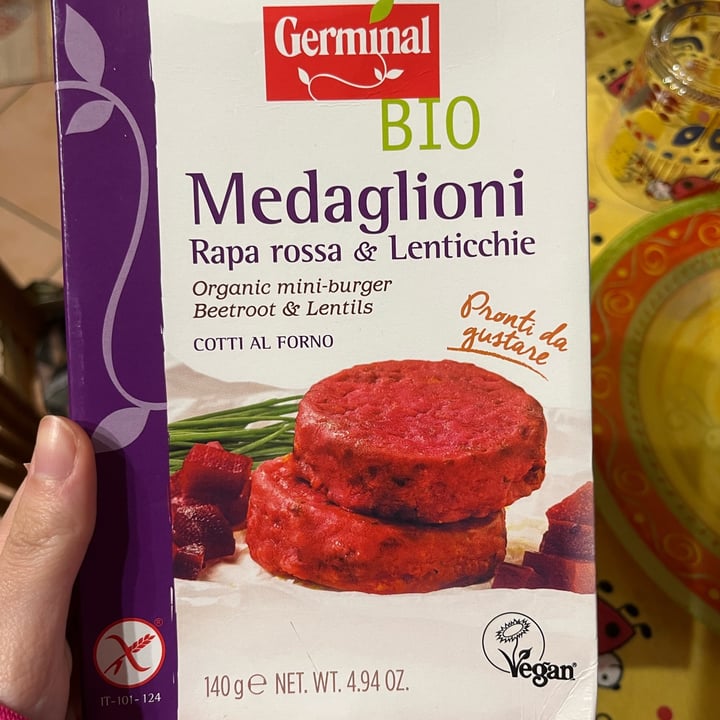 Germinal
BIO
Medaglioni
Rapa rossa & Lenticchie
Organic mini-burger
Beetroot & Lentils
COTTI AL FORNO
Pronti da
gustare
®
IT-101-124
140 g e NET. WT. 4.94 OZ.
Vegan